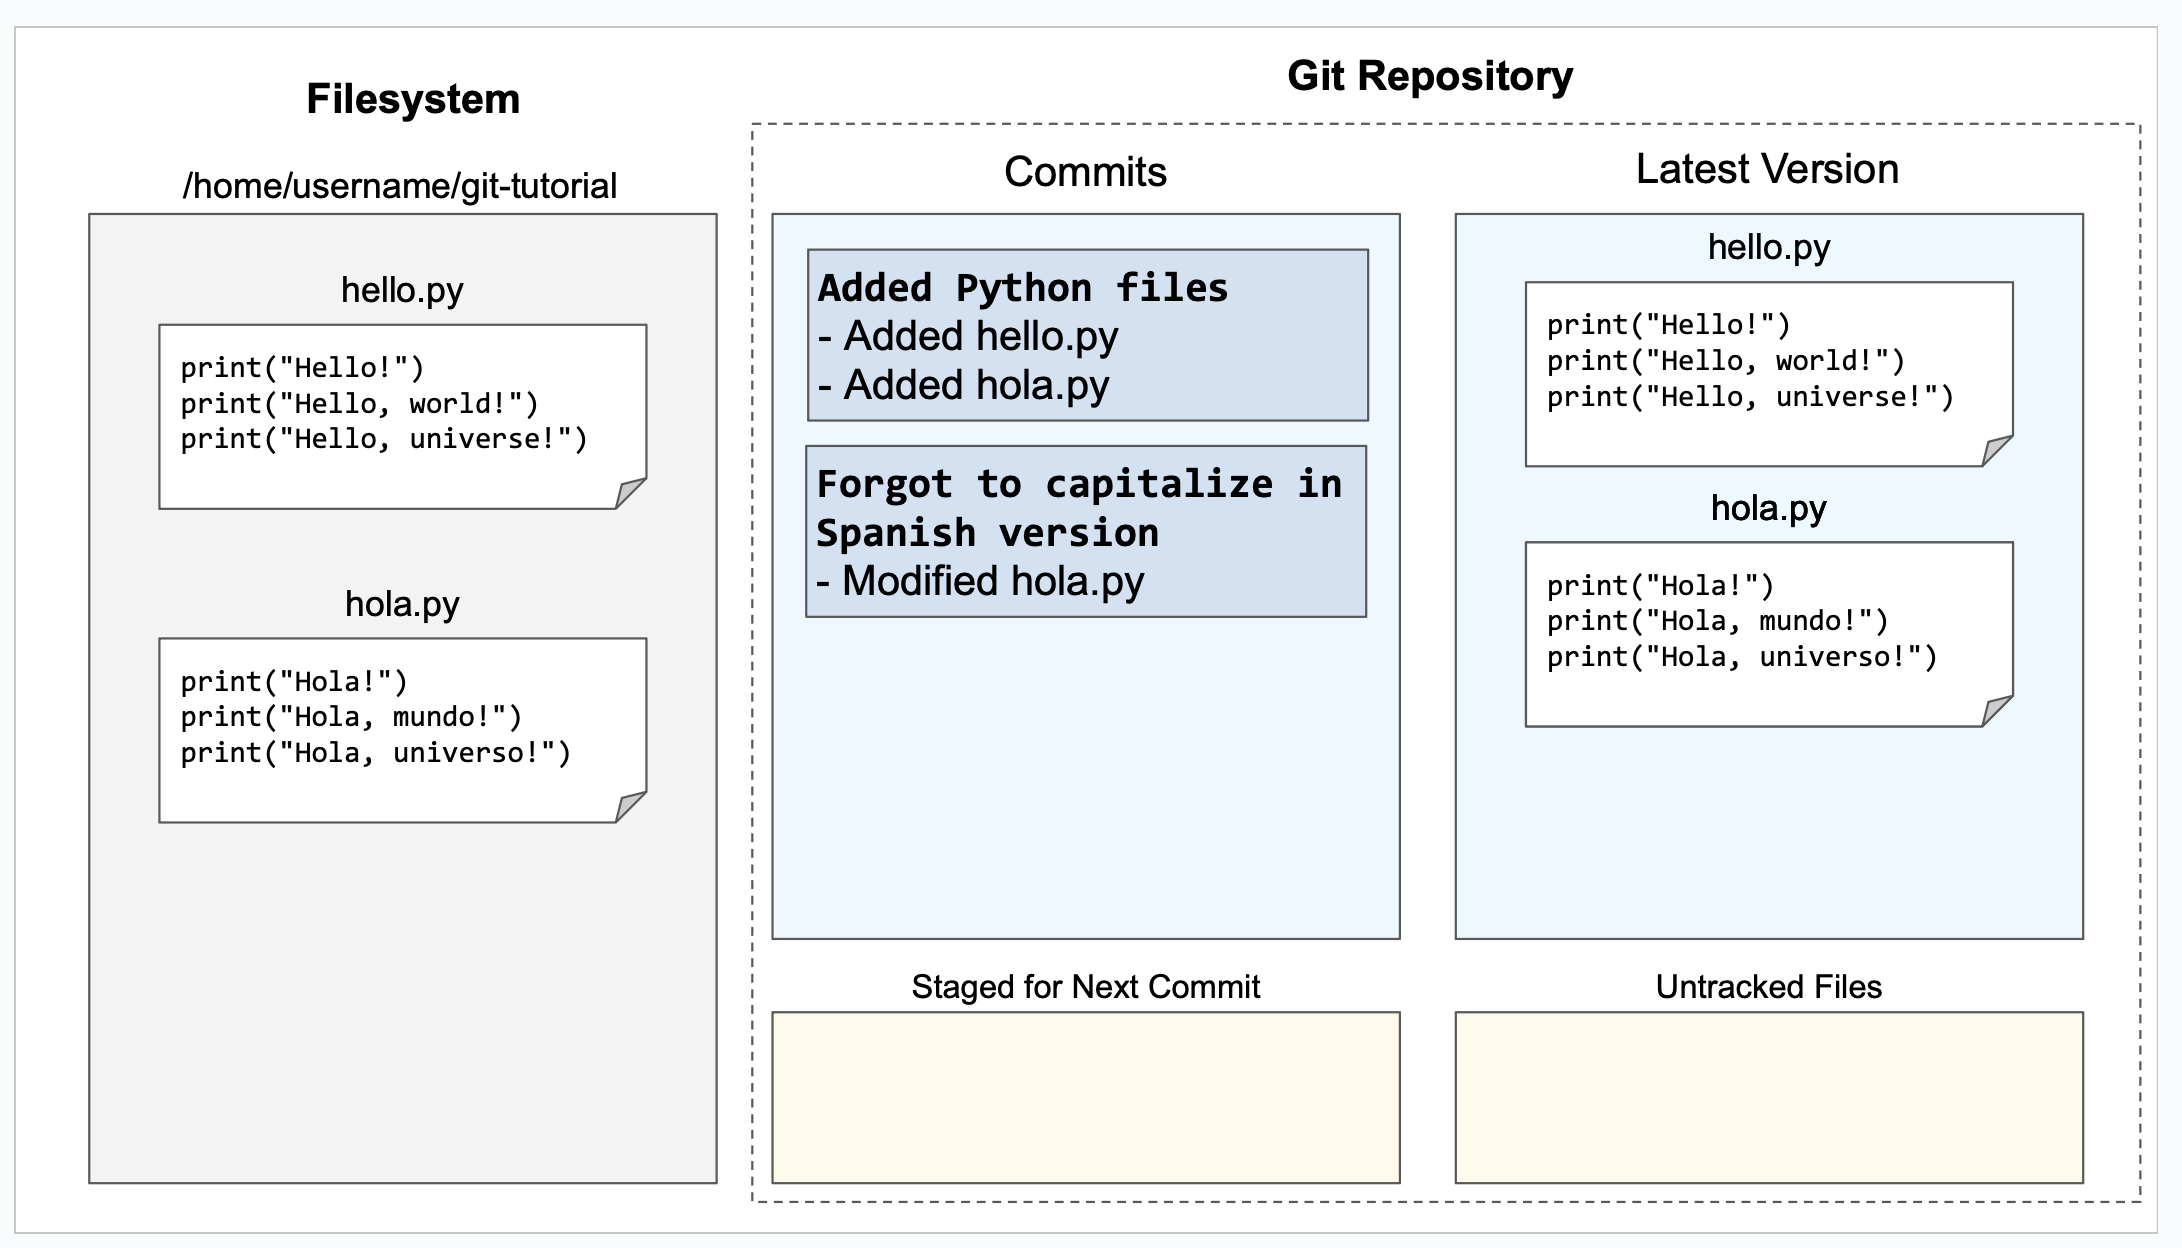 Filesystem
/home/username/git-tutorial
hello.py
print("Hello!")
print("Hello, world!")
print("Hello, universe!")
hola.py
print("Hola!")
print("Hola, mundo!")
print("Hola, universo!")
Git Repository
Commits
Added Python files
- Added hello.py
- Added hola.py
Forgot to capitalize in
Spanish version
- Modified hola.py
Latest Version
hello.py
print("Hello!")
print("Hello, world!")
print("Hello, universe!")
hola.py
print("Hola!")
print("Hola, mundo!")
print("Hola, universo!")
Staged for Next Commit
Untracked Files